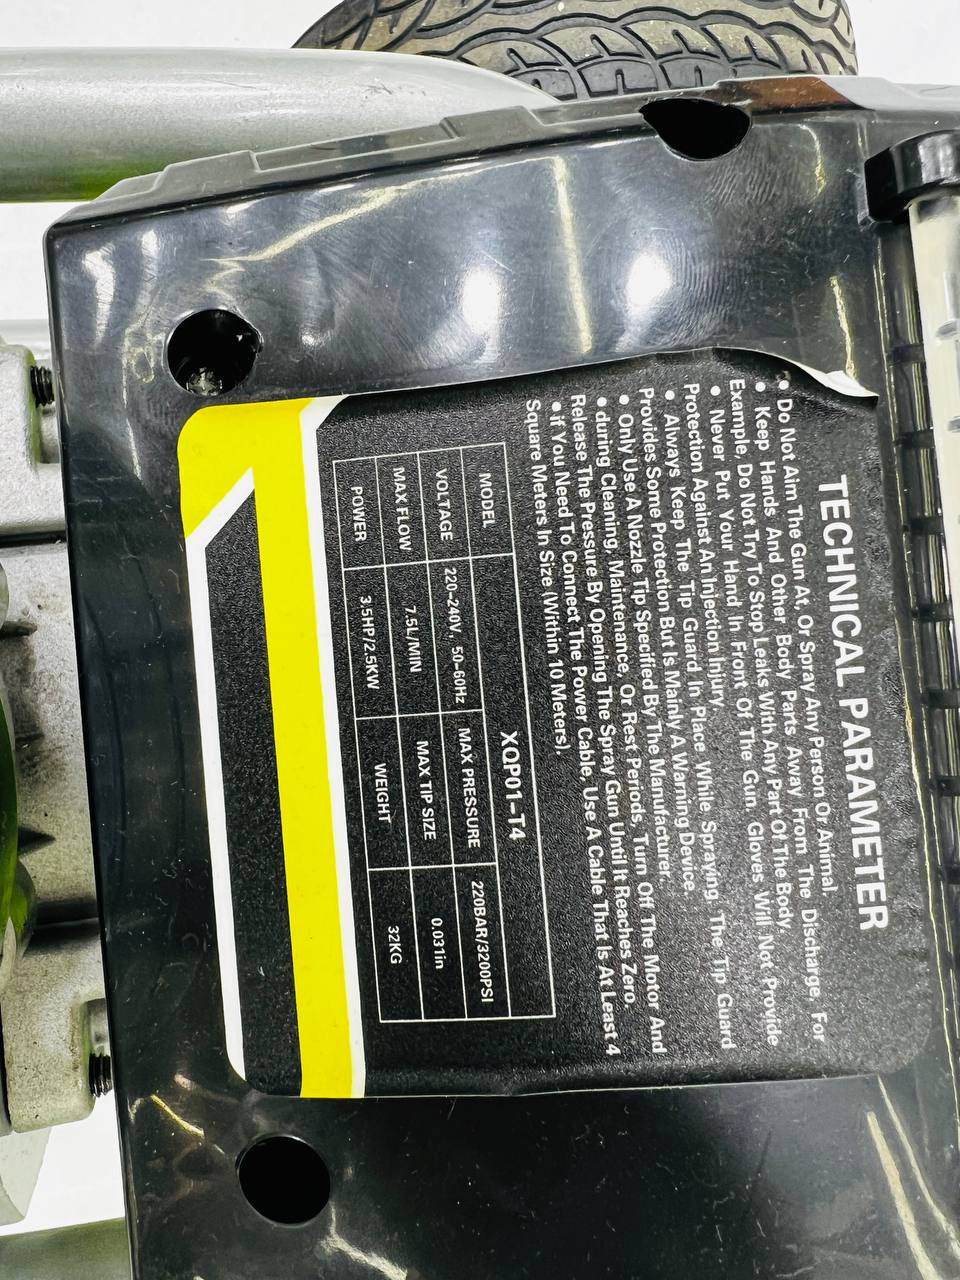 TECHNICAL PARAMETER
• Do Not Aim The Gun At, Or Spray Any Person Or Animal.
• Keep Hands And Other Body Parts Away From The Discharge, For
Example, Do Not Try To Stop Leaks With Any Part Of The Body.
• Never Put Your Hand In Front Of The Gun. Gloves Will Not Provide
Protection Against An Injection Injury.
• Always Keep The Tip Guard In Place While Spraying. The Tip Guard
Provides Some Protection But Is Mainly A Warning Device.
• Only Use A Nozzle Tip Specified By The Manufacturer.
• during Cleaning, Maintenance, Or Rest Periods, Turn Off The Motor And
Release The Pressure By Opening The Spray Gun Until It Reaches Zero.
• If You Need To Connect The Power Cable, Use A Cable That Is At Least 4
Square Meters In Size (Within 10 Meters)
MODEL XQP01-T4
VOLTAGE 220-240V, 50-60Hz MAX PRESSURE 220BAR/3200PSI
MAX FLOW 7.5L/MIN MAX TIP SIZE 0.031in
POWER 3.5HP/2.5KW WEIGHT 32KG